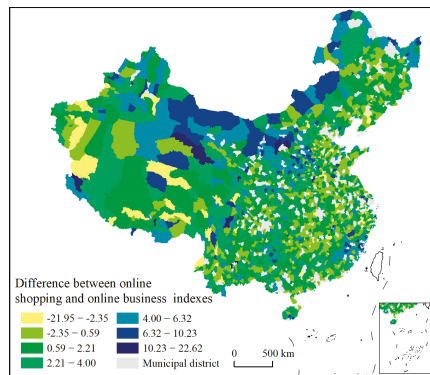 Difference between online
shopping and online business indexes
-21.95 − -2.35
-2.35 − 0.59
0.59 − 2.21
2.21 − 4.00
4.00 − 6.32
6.32 − 10.23
10.23 − 22.62
Municipal district
0 500 km